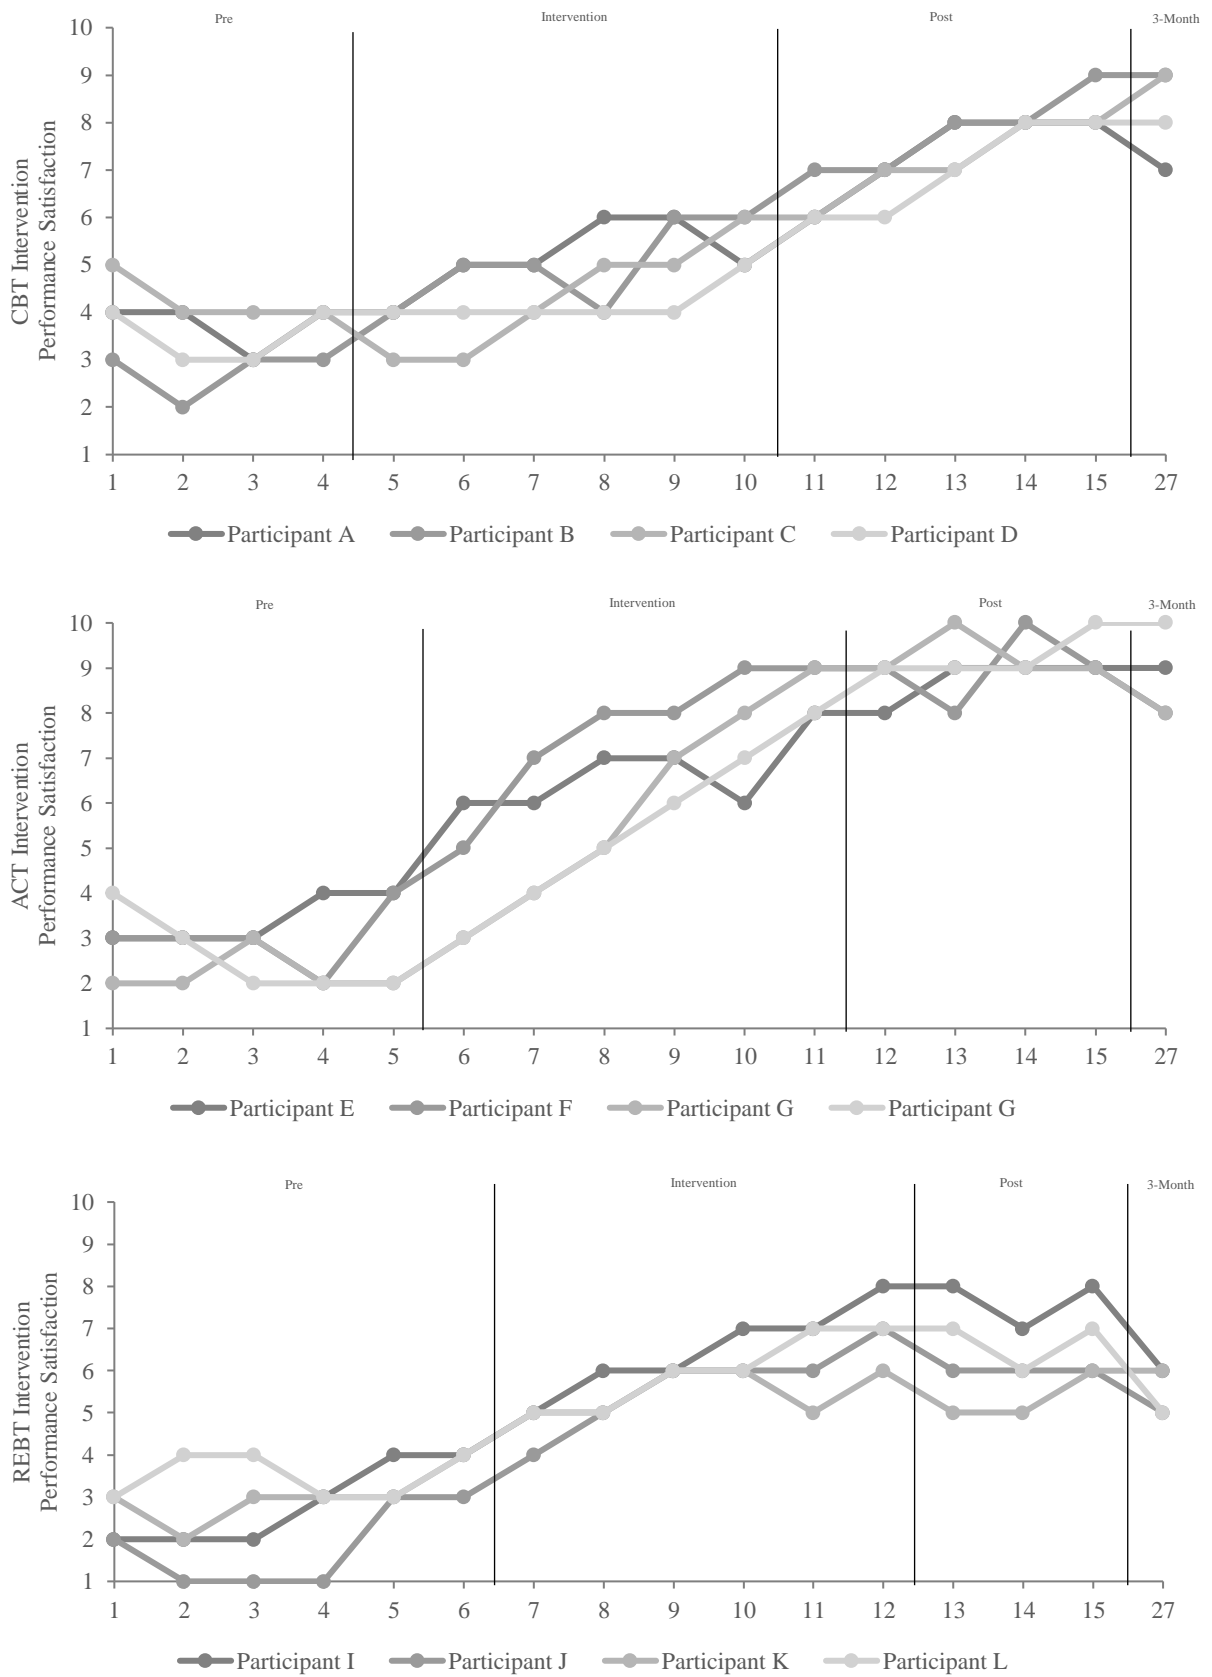 Pre Intervention Post 3-Month
10
9
8
7
6
5
4
3
2
1
CBT Intervention
Performance Satisfaction
1 2 3 4 5 6 7 8 9 10 11 12 13 14 15 27
Participant A Participant B Participant C Participant D
Pre Intervention Post 3-Month
10
9
8
7
6
5
4
3
2
1
ACT Intervention
Performance Satisfaction
1 2 3 4 5 6 7 8 9 10 11 12 13 14 15 27
Participant E Participant F Participant G Participant G
Pre Intervention Post 3-Month
10
9
8
7
6
5
4
3
2
1
REBT Intervention
Performance Satisfaction
1 2 3 4 5 6 7 8 9 10 11 12 13 14 15 27
Participant I Participant J Participant K Participant L